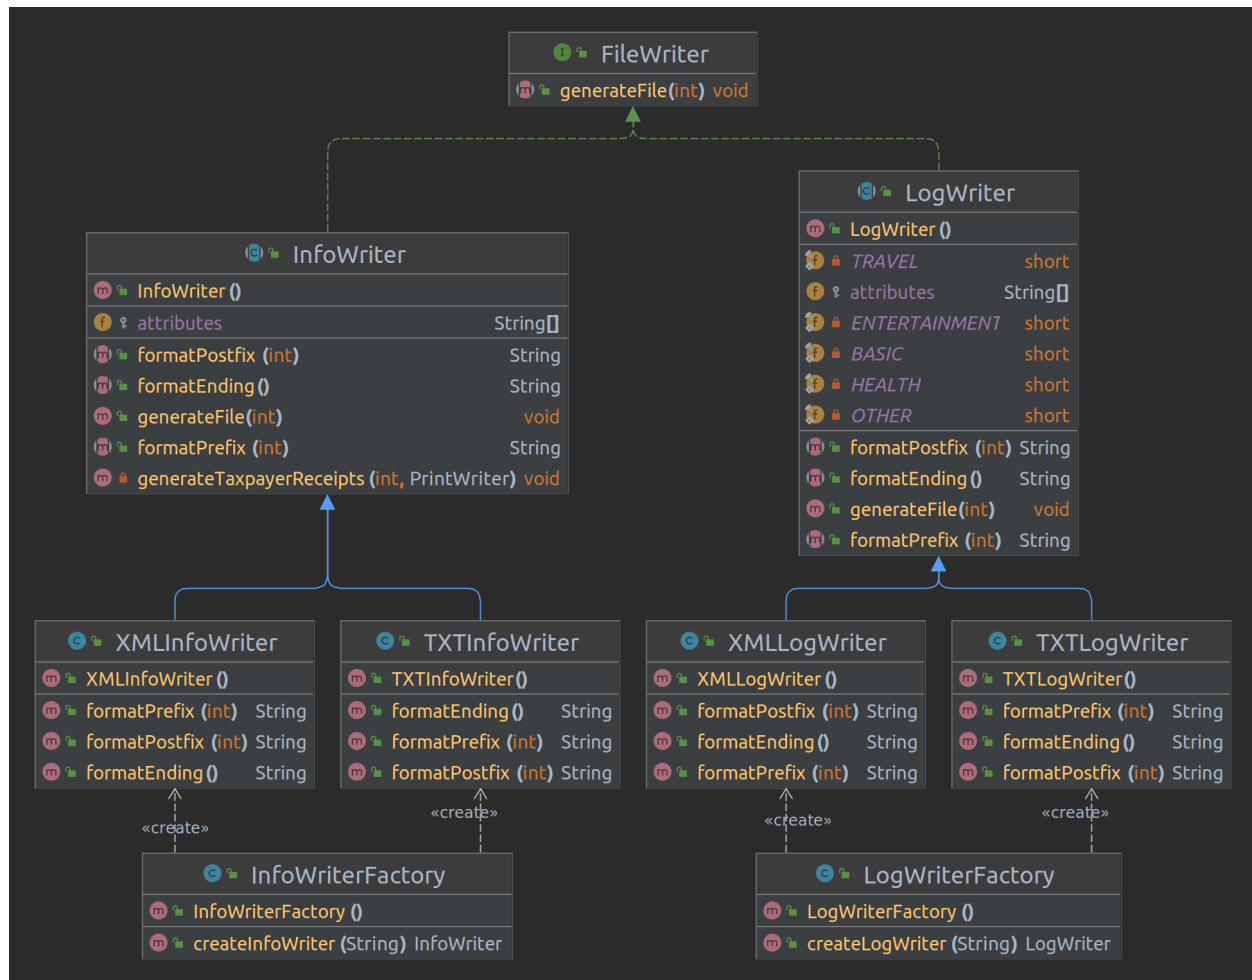 FileWriter
generateFile(int) void
LogWriter
LogWriter()
TRAVEL short
attributes String[]
ENTERTAINMENT short
BASIC short
HEALTH short
OTHER short
formatPostfix (int) String
formatEnding() String
generateFile(int) void
formatPrefix (int) String
InfoWriter
InfoWriter()
attributes String[]
formatPostfix (int) String
formatEnding() String
generateFile(int) void
formatPrefix (int) String
generateTaxpayerReceipts (int, PrintWriter) void
XMLInfoWriter
XMLInfoWriter()
formatPrefix (int) String
formatPostfix (int) String
formatEnding() String
TXTInfoWriter
TXTInfoWriter()
formatEnding() String
formatPrefix (int) String
formatPostfix (int) String
XMLLogWriter
XMLLogWriter()
formatPostfix (int) String
formatEnding() String
formatPrefix (int) String
TXTLogWriter
TXTLogWriter()
formatPrefix (int) String
formatEnding() String
formatPostfix (int) String
«create»
«create»
«create»
«create»
InfoWriterFactory
InfoWriterFactory ()
createInfoWriter (String) InfoWriter
LogWriterFactory
LogWriterFactory ()
createLogWriter (String) LogWriter